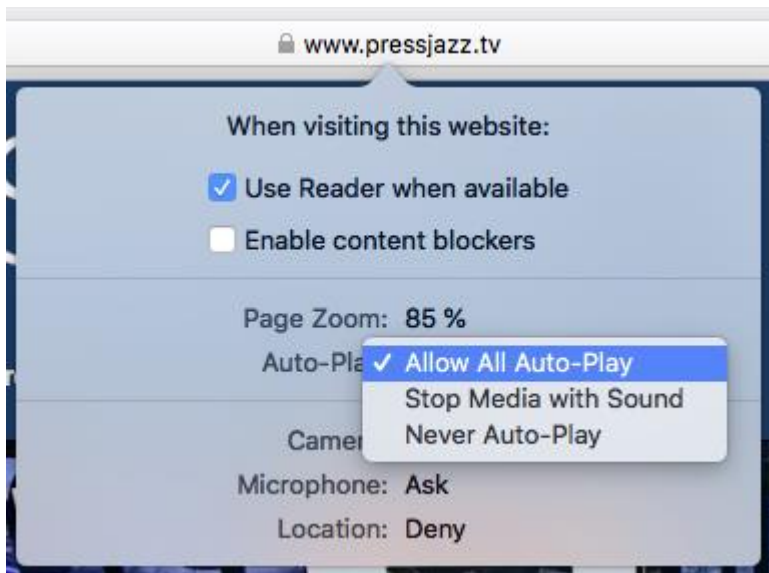 www.pressjazz.tv
When visiting this website:
Use Reader when available
Enable content blockers
Page Zoom: 85 %
Auto-Pla ✓ Allow All Auto-Play
Stop Media with Sound
Never Auto-Play
Camer
Microphone: Ask
Location: Deny